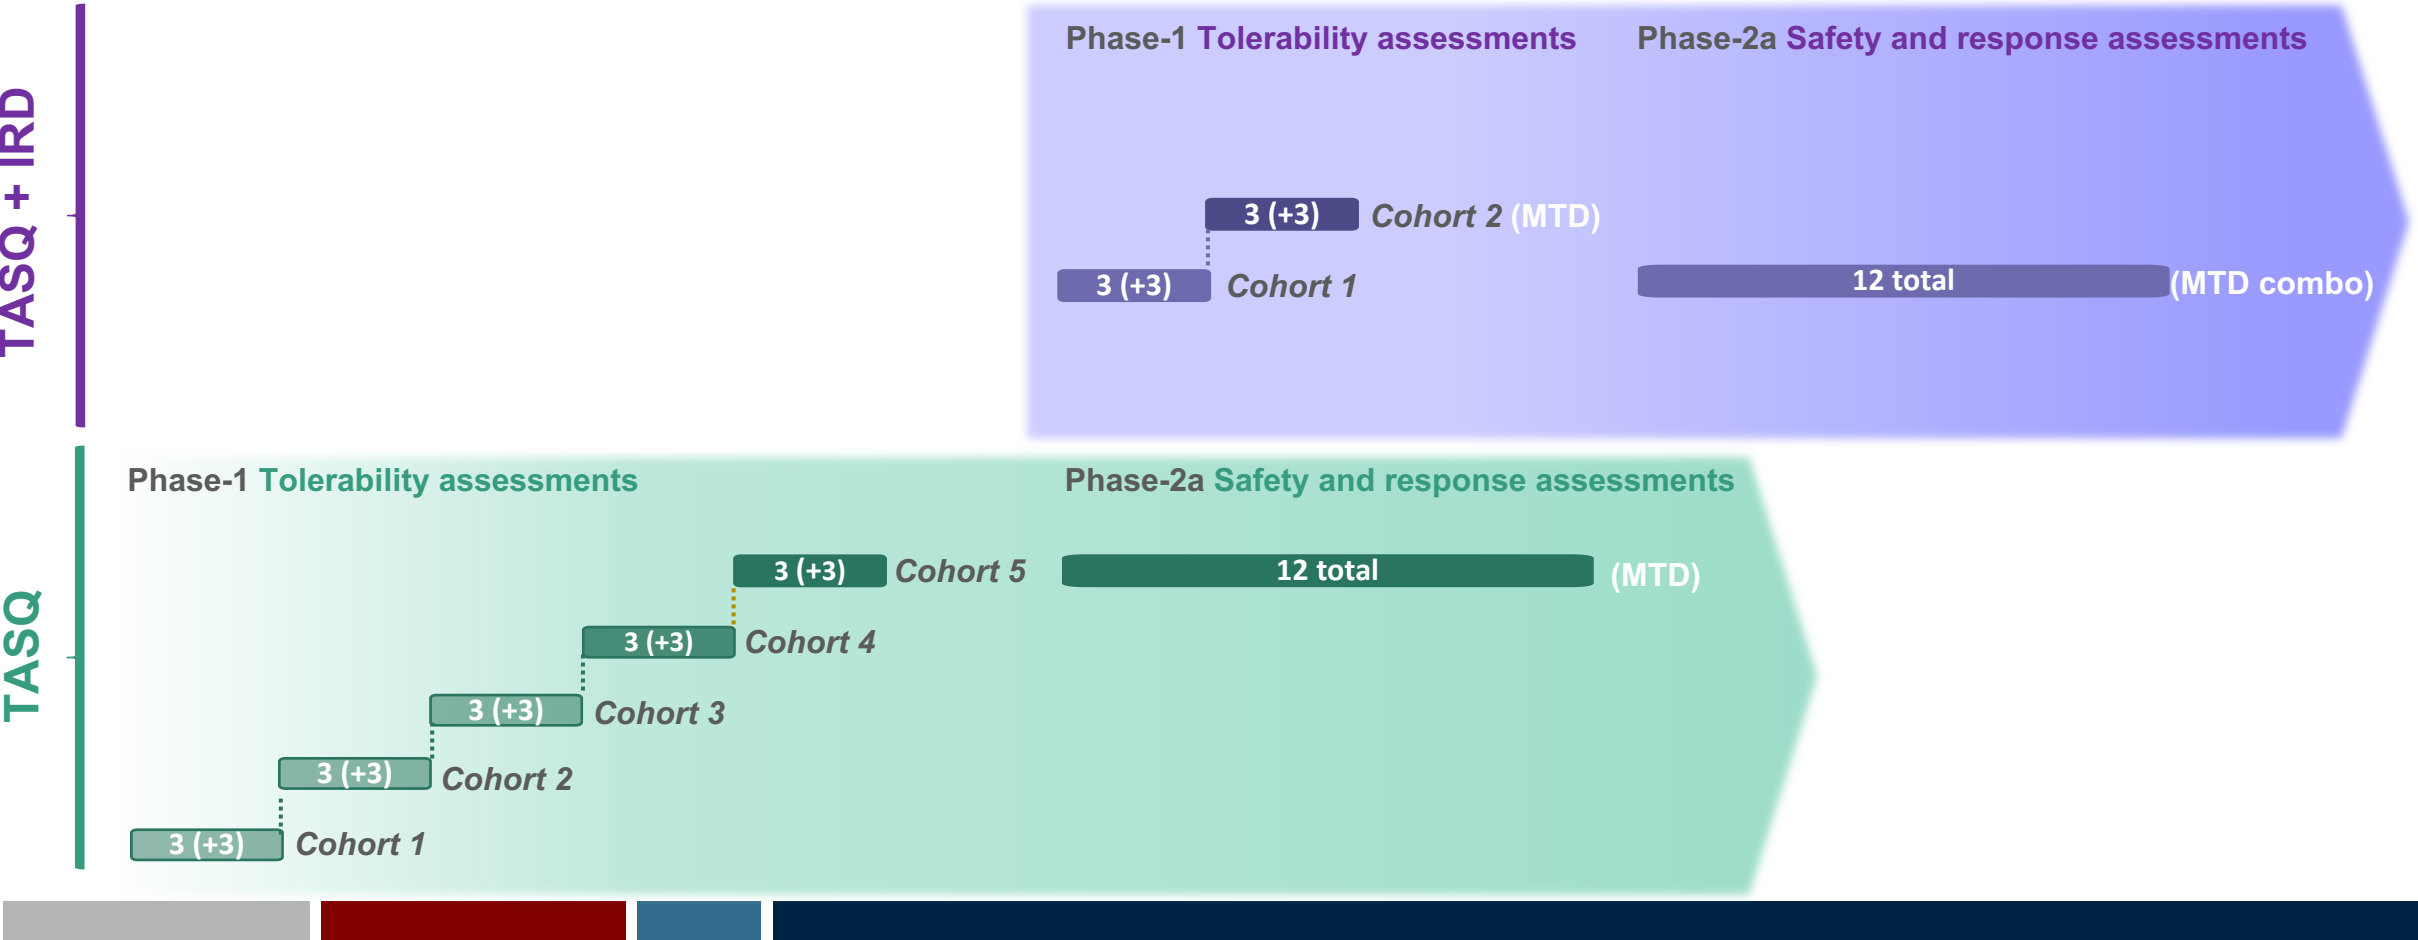 TASQ + IRD
Phase-1 Tolerability assessments
Phase-2a Safety and response assessments
3 (+3) Cohort 2 (MTD)
3 (+3) Cohort 1
12 total (MTD combo)
TASQ
Phase-1 Tolerability assessments
Phase-2a Safety and response assessments
3 (+3) Cohort 5
12 total (MTD)
3 (+3) Cohort 4
3 (+3) Cohort 3
3 (+3) Cohort 2
3 (+3) Cohort 1